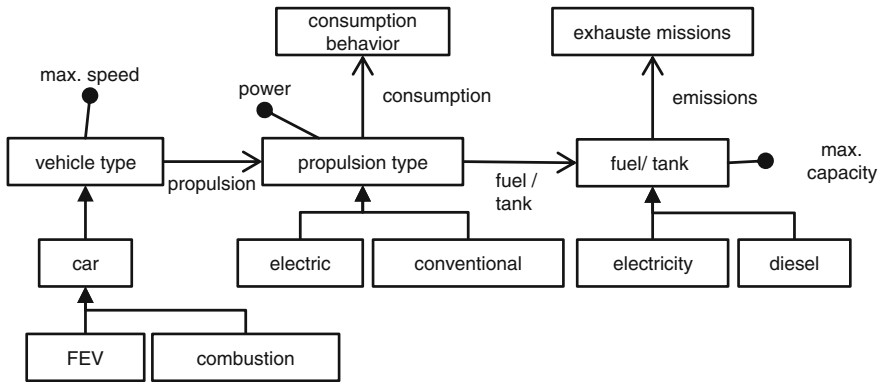 consumption
behavior
exhauste missions
max. speed
power
consumption
emissions
vehicle type
propulsion type
fuel/ tank
max.
capacity
propulsion
fuel /
tank
car
electric
conventional
electricity
diesel
FEV
combustion